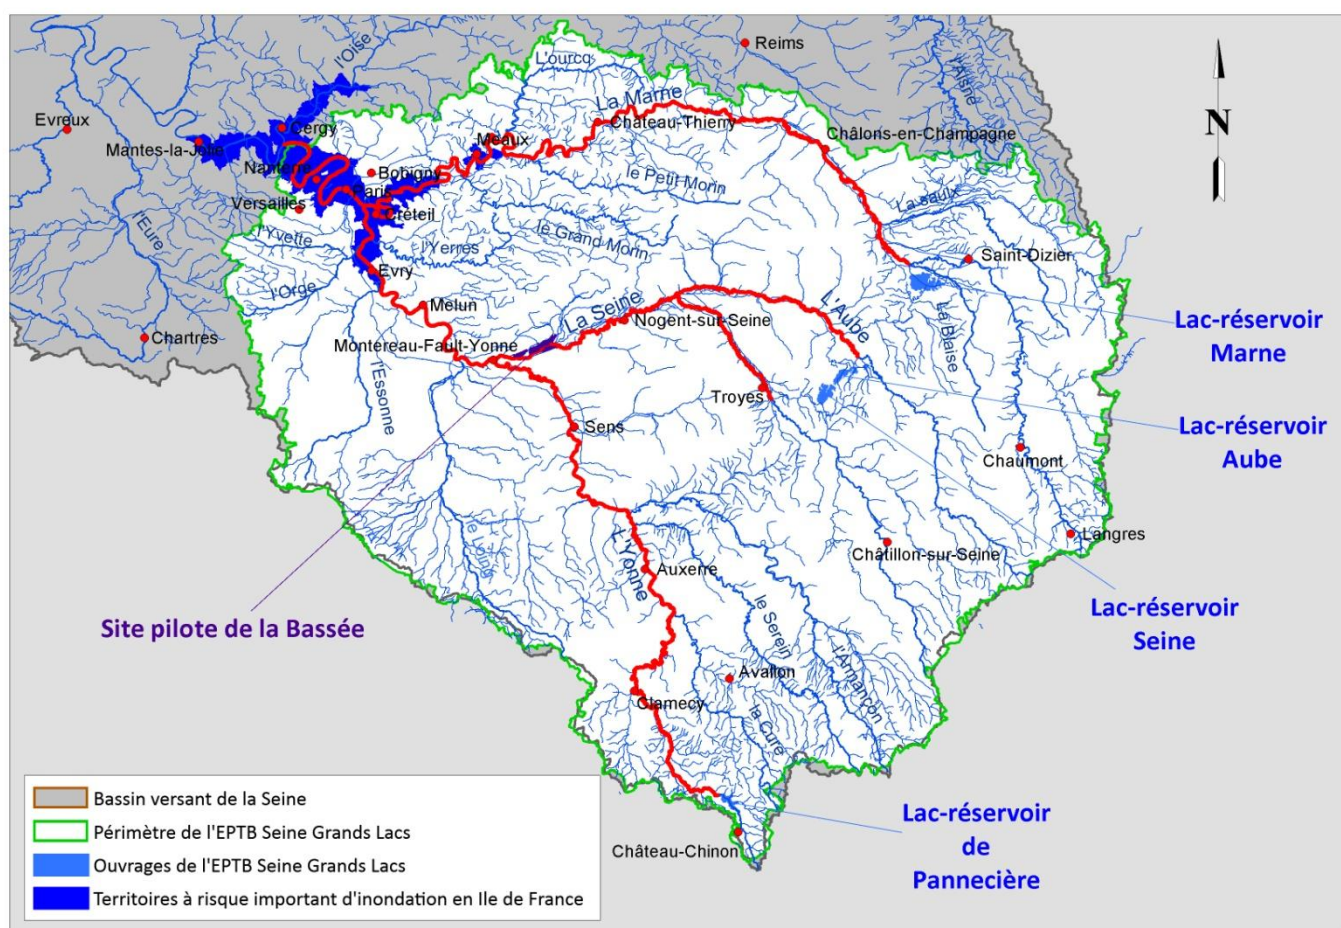 Reims
L'ourcq
l'Oise
l'Aisne
La Marne
Evreux
Cergy
Mantes-la-Jolie
Meaux
Château-Thierry
Châlons-en-Champagne
N
Nanterre
Bobigny
Paris
le Petit Morin
Versailles
Créteil
La saulx
l'Eure
l'Yvette
l'Yerres
le Grand Morin
Saint-Dizier
Evry
l'Orge
Melun
La Seine
Nogent-sur-Seine
L'Aube
La Blaise
Lac-réservoir
Marne
Chartres
Montereau-Fault-Yonne
l'Essonne
Troyes
Sens
Lac-réservoir
Aube
Chaumont
Langres
Châtillon-sur-Seine
le Loing
L'Yonne
Auxerre
le Serein
l'Armançon
Lac-réservoir
Seine
Site pilote de la Bassée
Avallon
Clamecy
la Cure
Lac-réservoir
de
Pannecière
Château-Chinon
Bassin versant de la Seine
Périmètre de l'EPTB Seine Grands Lacs
Ouvrages de l'EPTB Seine Grands Lacs
Territoires à risque important d'inondation en Ile de France